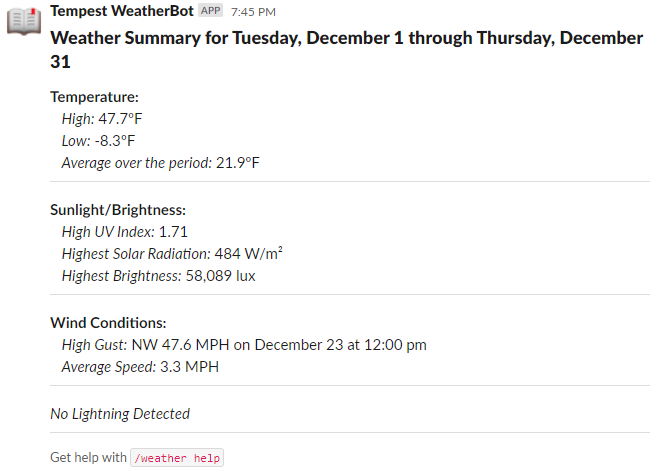 Tempest WeatherBot APP 7:45 PM
Weather Summary for Tuesday, December 1 through Thursday, December
31
Temperature:
High: 47.7°F
Low: -8.3°F
Average over the period: 21.9°F
Sunlight/Brightness:
High UV Index: 1.71
Highest Solar Radiation: 484 W/m²
Highest Brightness: 58,089 lux
Wind Conditions:
High Gust: NW 47.6 MPH on December 23 at 12:00 pm
Average Speed: 3.3 MPH
No Lightning Detected
Get help with /weather help